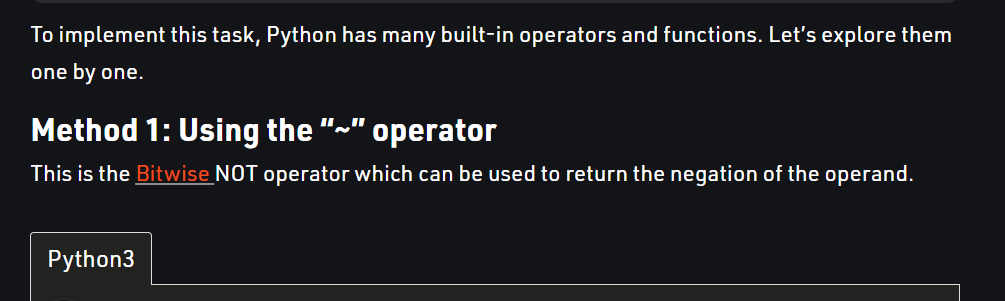 To implement this task, Python has many built-in operators and functions. Let’s explore them
one by one.
Method 1: Using the “~” operator
This is the Bitwise NOT operator which can be used to return the negation of the operand.
Python3